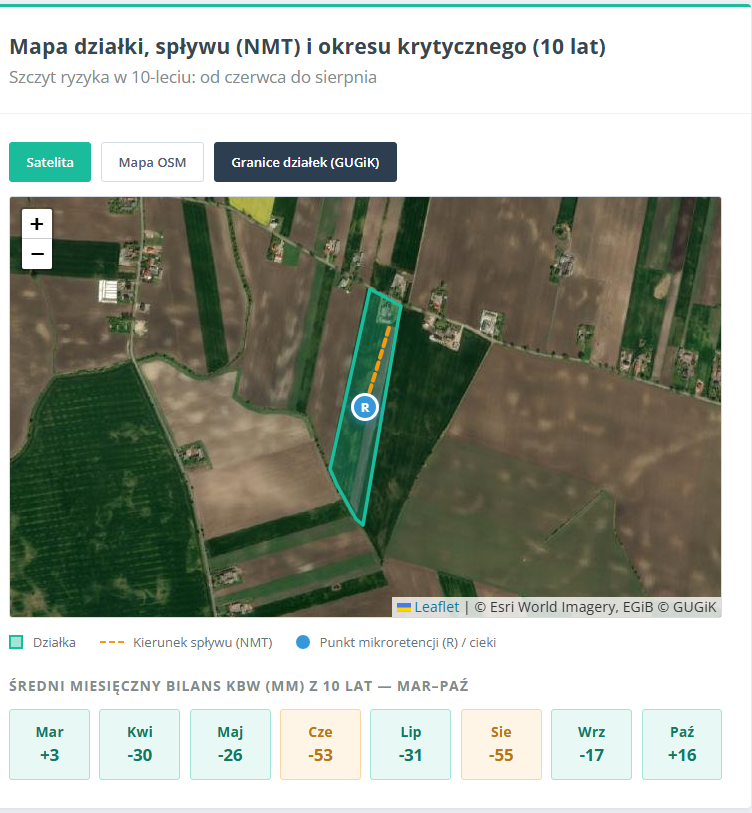 Mapa działki, spływu (NMT) i okresu krytycznego (10 lat)
Szczyt ryzyka w 10-leciu: od czerwca do sierpnia
Satelita
Mapa OSM
Granice działek (GUGiK)
+
−
R
Leaflet | © Esri World Imagery, EGiB © GUGiK
Działka
Kierunek spływu (NMT)
Punkt mikroretencji (R) / cieki
ŚREDNI MIESIĘCZNY BILANS KBW (MM) Z 10 LAT — MAR–PAŹ
Mar Kwi Maj Cze Lip Sie Wrz Paź
+3 -30 -26 -53 -31 -55 -17 +16